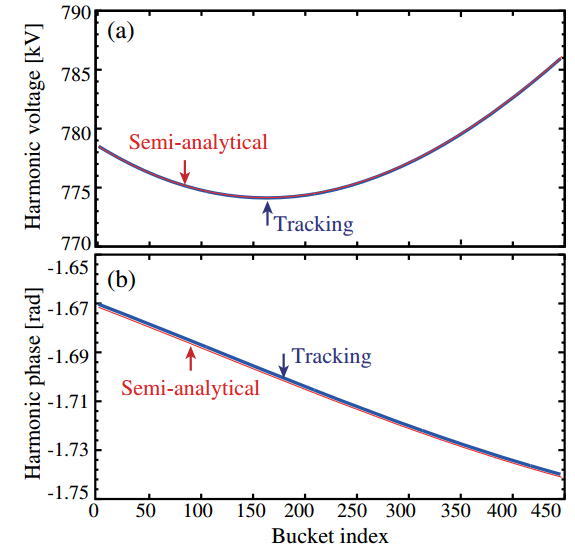 790
785
780
775
770
Harmonic voltage [kV]
(a)
Semi-analytical
Tracking
-1.65
-1.67
-1.69
-1.71
-1.73
-1.75
Harmonic phase [rad]
(b)
Tracking
Semi-analytical
0 50 100 150 200 250 300 350 400 450
Bucket index